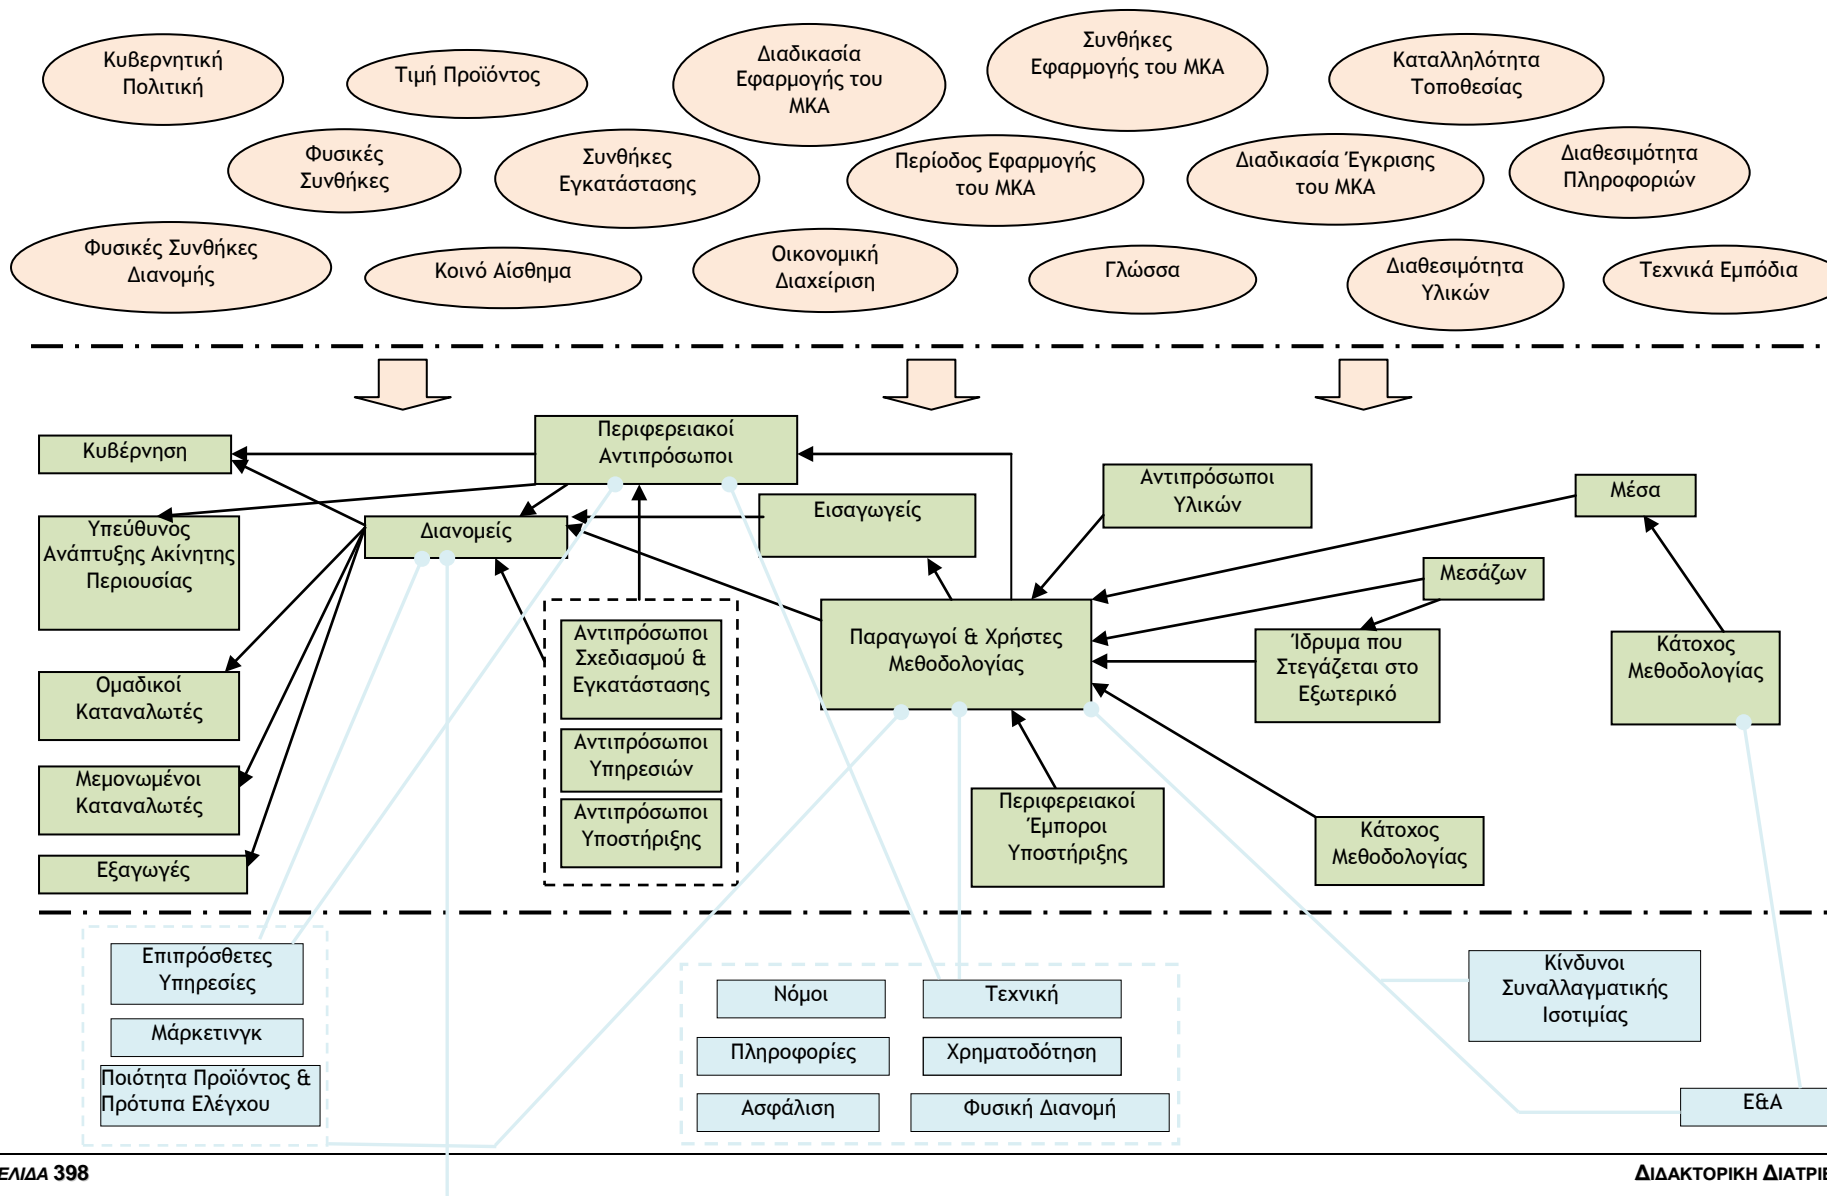 Κυβερνητική
Πολιτική
Τιμή Προϊόντος
Διαδικασία
Εφαρμογής του
ΜΚΑ
Συνθήκες
Εφαρμογής του ΜΚΑ
Καταλληλότητα
Τοποθεσίας
Φυσικές
Συνθήκες
Συνθήκες
Εγκατάστασης
Περίοδος Εφαρμογής
του ΜΚΑ
Διαδικασία Έγκρισης
του ΜΚΑ
Διαθεσιμότητα
Πληροφοριών
Φυσικές Συνθήκες
Διανομής
Κοινό Αίσθημα
Οικονομική
Διαχείριση
Γλώσσα
Διαθεσιμότητα
Υλικών
Τεχνικά Εμπόδια
Κυβέρνηση
Περιφερειακοί
Αντιπρόσωποι
Υπεύθυνος
Ανάπτυξης Ακίνητης
Περιουσίας
Διανομείς
Εισαγωγείς
Αντιπρόσωποι
Υλικών
Μέσα
Μεσάζων
Ομαδικοί
Καταναλωτές
Αντιπρόσωποι
Σχεδιασμού &
Εγκατάστασης
Παραγωγοί & Χρήστες
Μεθοδολογίας
Ίδρυμα που
Στεγάζεται στο
Εξωτερικό
Κάτοχος
Μεθοδολογίας
Μεμονωμένοι
Καταναλωτές
Αντιπρόσωποι
Υπηρεσιών
Αντιπρόσωποι
Υποστήριξης
Περιφερειακοί
Έμποροι
Υποστήριξης
Κάτοχος
Μεθοδολογίας
Εξαγωγές
Επιπρόσθετες
Υπηρεσίες
Μάρκετινγκ
Ποιότητα Προϊόντος &
Πρότυπα Ελέγχου
Νόμοι
Τεχνική
Πληροφορίες
Χρηματοδότηση
Ασφάλιση
Φυσική Διανομή
Κίνδυνοι
Συναλλαγματικής
Ισοτιμίας
Ε&Α
ΕΛΙΔΑ 398
ΔΙΔΑΚΤΟΡΙΚΗ ΔΙΑΤΡΙΒ